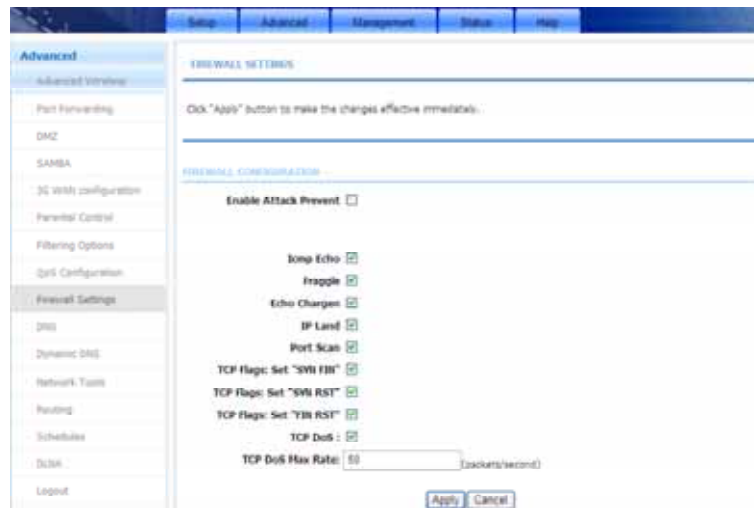 Setup Advanced Management Status Help
Advanced
Advanced Wireless
Port Forwarding
DMZ
SAMBA
3G WAN configuration
Parental Control
Filtering Options
QoS Configuration
Firewall Settings
DNS
Dynamic DNS
Network Tools
Routing
Schedules
DLNA
Logout
FIREWALL SETTINGS
Click "Apply" button to make the changes effective immediately.
FIREWALL CONFIGURATION
Enable Attack Prevent
Icmp Echo
Fraggle
Echo Chargen
IP Land
Port Scan
TCP Flags: Set "SYN FIN"
TCP Flags: Set "SYN RST"
TCP Flags: Set "FIN RST"
TCP DoS :
TCP DoS Max Rate: 50 (packets/second)
Apply Cancel